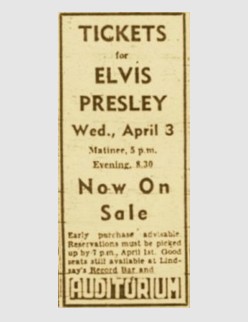 TICKETS
for
ELVIS
PRESLEY
Wed., April 3
Matinee, 5 p.m.
Evening, 8.30
Now On
Sale
Early purchase advisable.
Reservations must be picked
up by 7 p.m., April 1st. Good
seats still available at Lind-
say's Record Bar and
AUDITORIUM